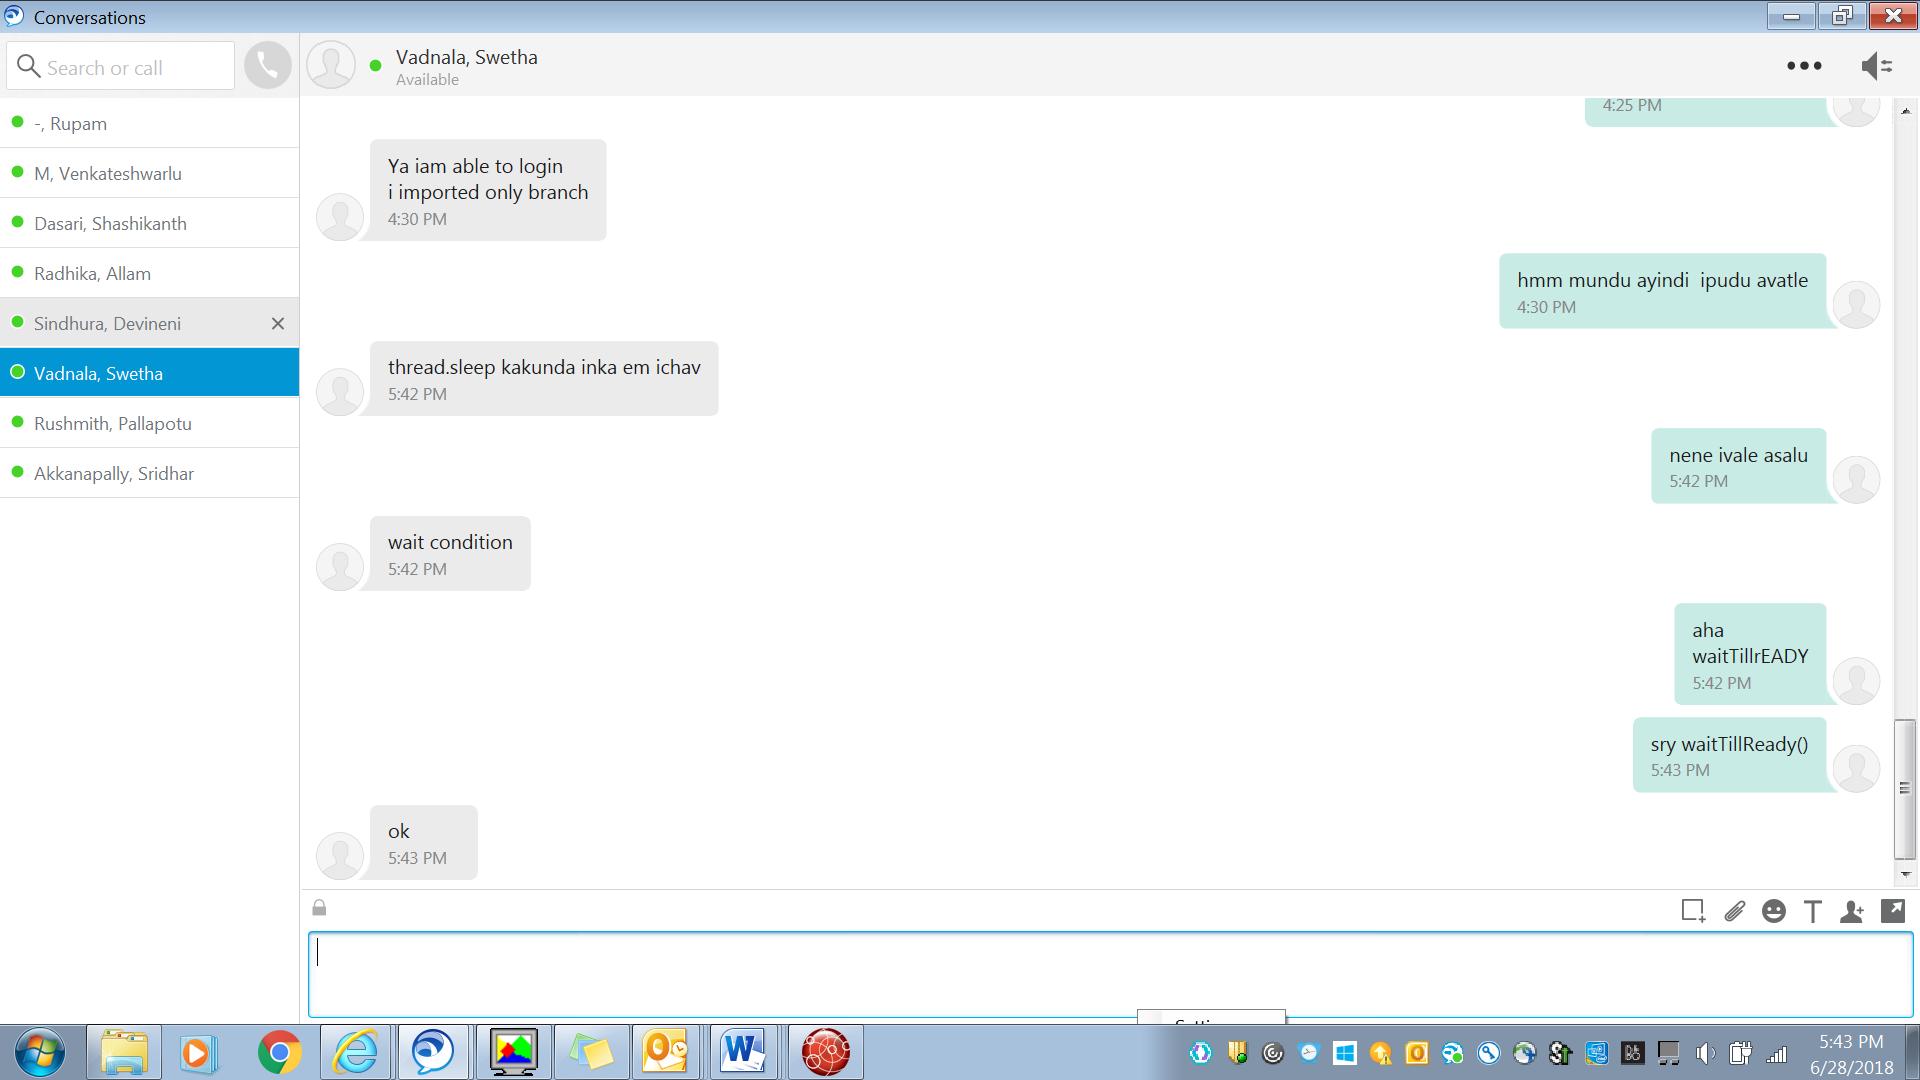 Conversations
Search or call
-, Rupam
M, Venkateshwarlu
Dasari, Shashikanth
Radhika, Allam
Sindhura, Devineni
Vadnala, Swetha
Rushmith, Pallapotu
Akkanapally, Sridhar
Vadnala, Swetha
Available
4:25 PM
Ya iam able to login
i imported only branch
4:30 PM
hmm mundu ayindi  ipudu avatle
4:30 PM
thread.sleep kakunda inka em ichav
5:42 PM
nene ivale asalu
5:42 PM
wait condition
5:42 PM
aha
waitTillrEADY
5:42 PM
sry waitTillReady()
5:43 PM
ok
5:43 PM
5:43 PM
6/28/2018